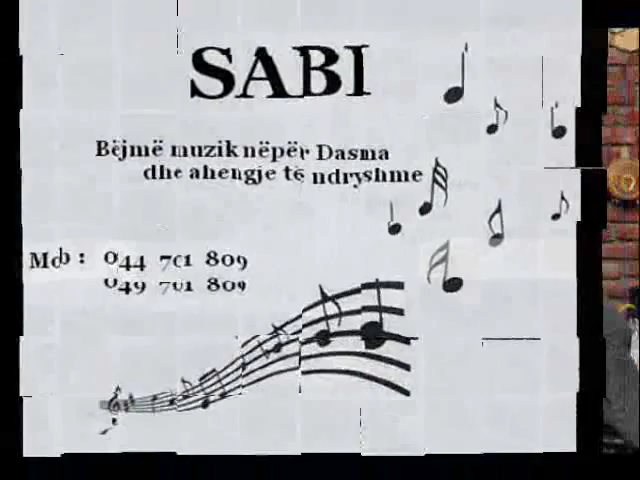 SABI
Bëjmë muzik nëpër Dasma
dhe ahengje të ndryshme
Mob : 044 701 809
049 701 809